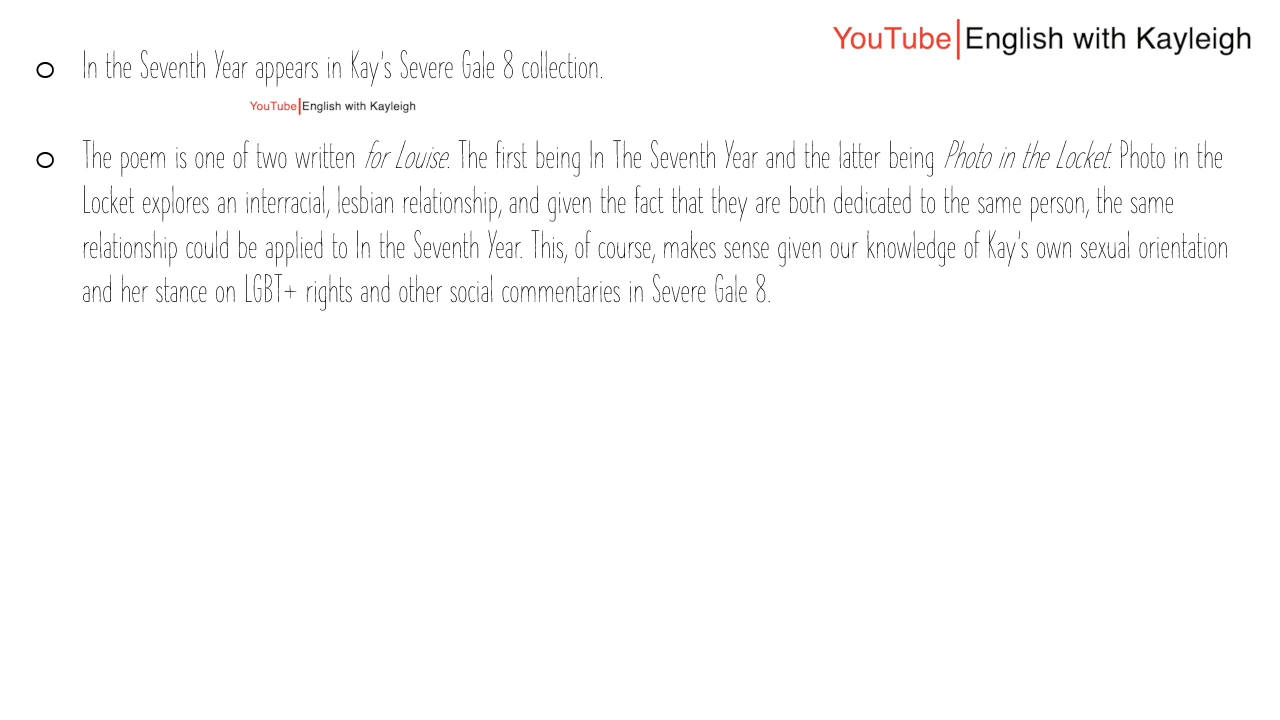 YouTube|English with Kayleigh
o In the Seventh Year appears in Kay's Severe Gale 8 collection.
YouTube|English with Kayleigh
o The poem is one of two written for Louise. The first being In The Seventh Year and the latter being Photo in the Locket. Photo in the
Locket explores an interracial, lesbian relationship, and given the fact that they are both dedicated to the same person, the same
relationship could be applied to In the Seventh Year. This, of course, makes sense given our knowledge of Kay's own sexual orientation
and her stance on LGBT+ rights and other social commentaries in Severe Gale 8.